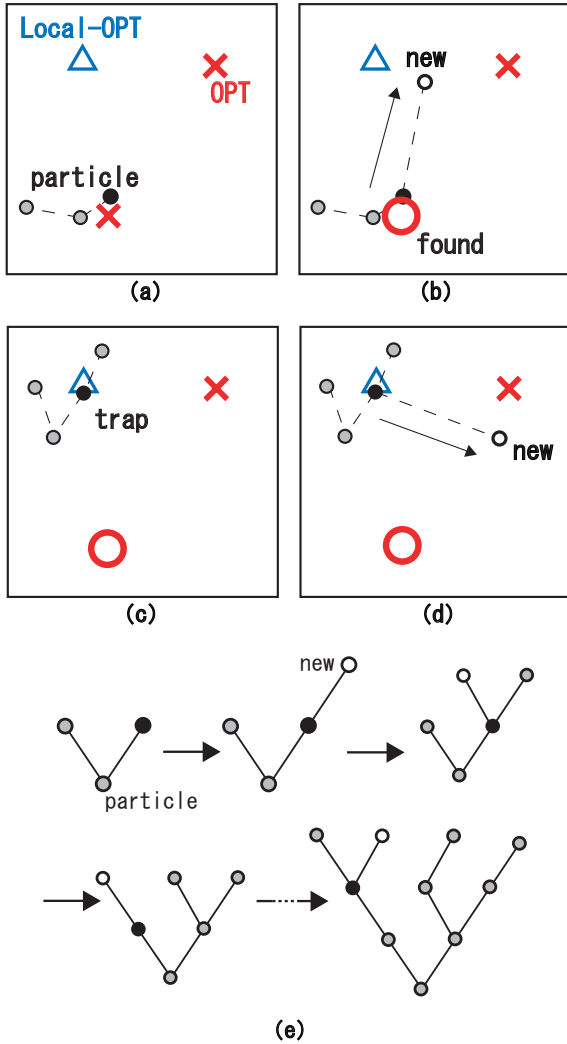 Local-OPT
OPT
particle
(a)
new
found
(b)
trap
(c)
new
(d)
new
particle
(e)